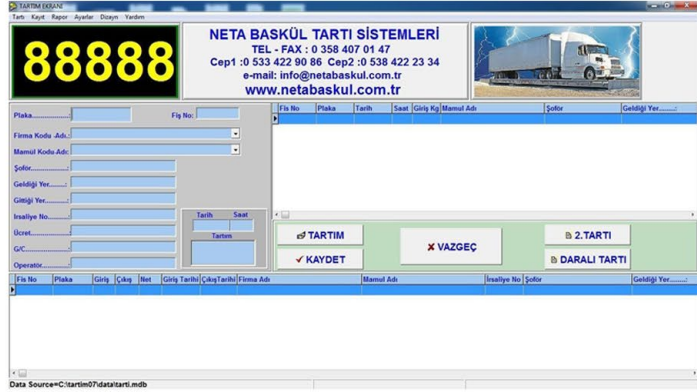 TARTIM EKRANI
Tartı Kayıt Rapor Ayarlar Dizayn Yardım
88888
NETA BASKÜL TARTI SİSTEMLERİ
TEL - FAX : 0 358 407 01 47
Cep1 :0 533 422 90 86 Cep2 :0 538 422 23 34
e-mail: info@netabaskul.com.tr
www.netabaskul.com.tr
Plaka..................:
Fiş No:
Firma Kodu -Adı.:
Mamül Kodu-Adı:
Şoför.................:
Geldiği Yer........:
Gittiği Yer..........:
Irsaliye No.........:
Ücret.................:
G/C....................:
Operatör............:
Tarih Saat
Tartım
Fis No Plaka Tarih Saat Giriş Kg Mamul Adı Şoför Geldiği Yer........:
TARTIM
KAYDET
VAZGEÇ
2.TARTI
DARALI TARTI
Fis No Plaka Giriş Çıkış Net Giriş Tarihi ÇıkışTarihi Firma Adı Mamul Adı Irsaliye No Şoför Geldiği Yer........:
Data Source=C:\tartim07\data\tarti.mdb